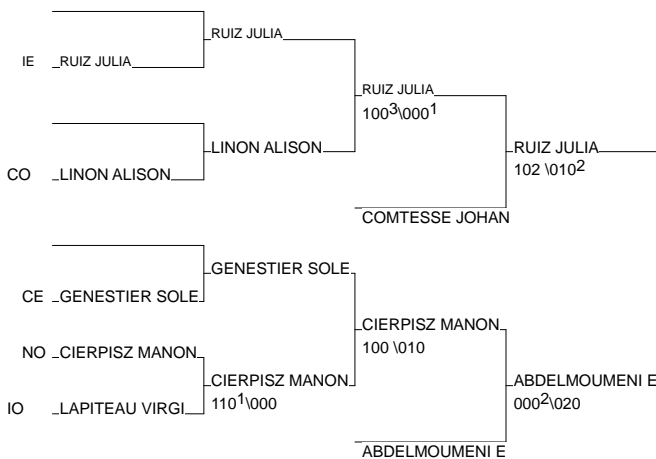 RUIZ JULIA
IE RUIZ JULIA
RUIZ JULIA
100³\000¹
LINON ALISON
RUIZ JULIA
102 \010²
CO LINON ALISON
COMTESSE JOHAN
GENESTIER SOLE
CE GENESTIER SOLE
CIERPISZ MANON
100 \010
NO CIERPISZ MANON
CIERPISZ MANON
110¹\000
ABDELMOUMENI E
000²\020
IO LAPITEAU VIRGI
ABDELMOUMENI E